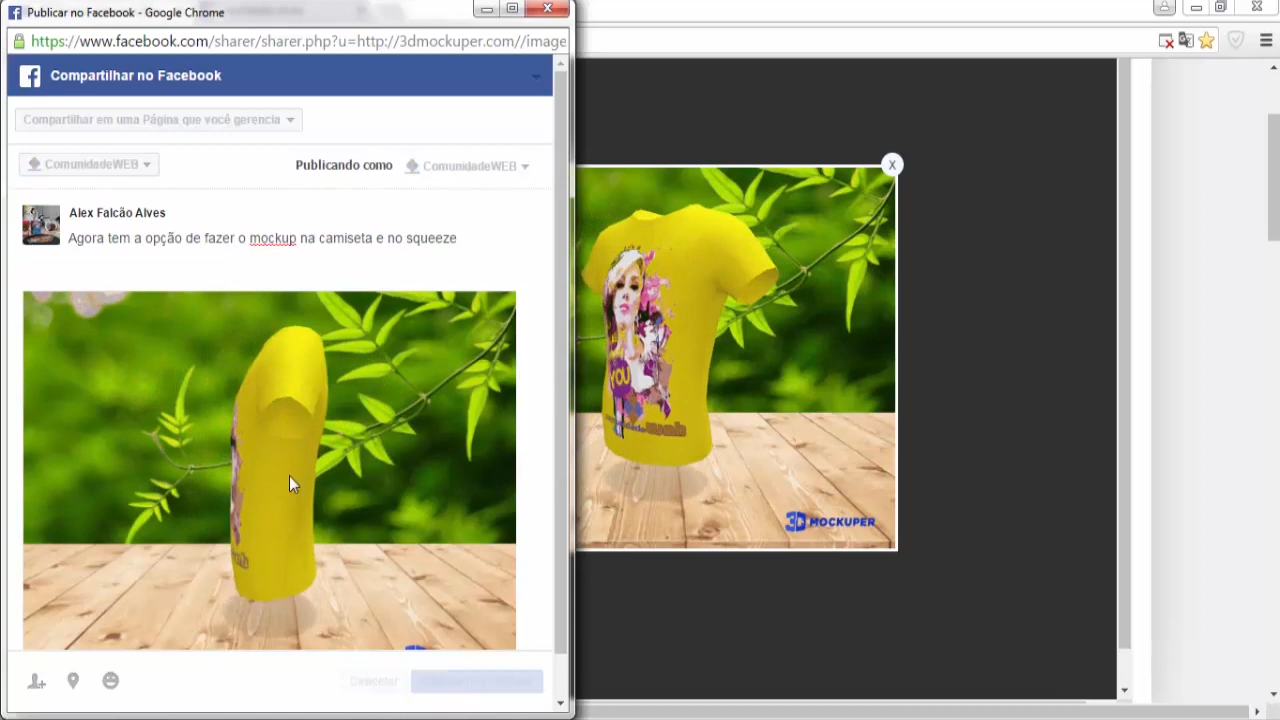 Publicar no Facebook - Google Chrome
https://www.facebook.com/sharer/sharer.php?u=http://3dmockuper.com//image
Compartilhar no Facebook
Compartilhar em uma Página que você gerencia
ComunidadeWEB
Publicando como
ComunidadeWEB
Alex Falcão Alves
Agora tem a opção de fazer o mockup na camiseta e no squeeze
Cancelar
X
YOU
web
3D MOCKUPER